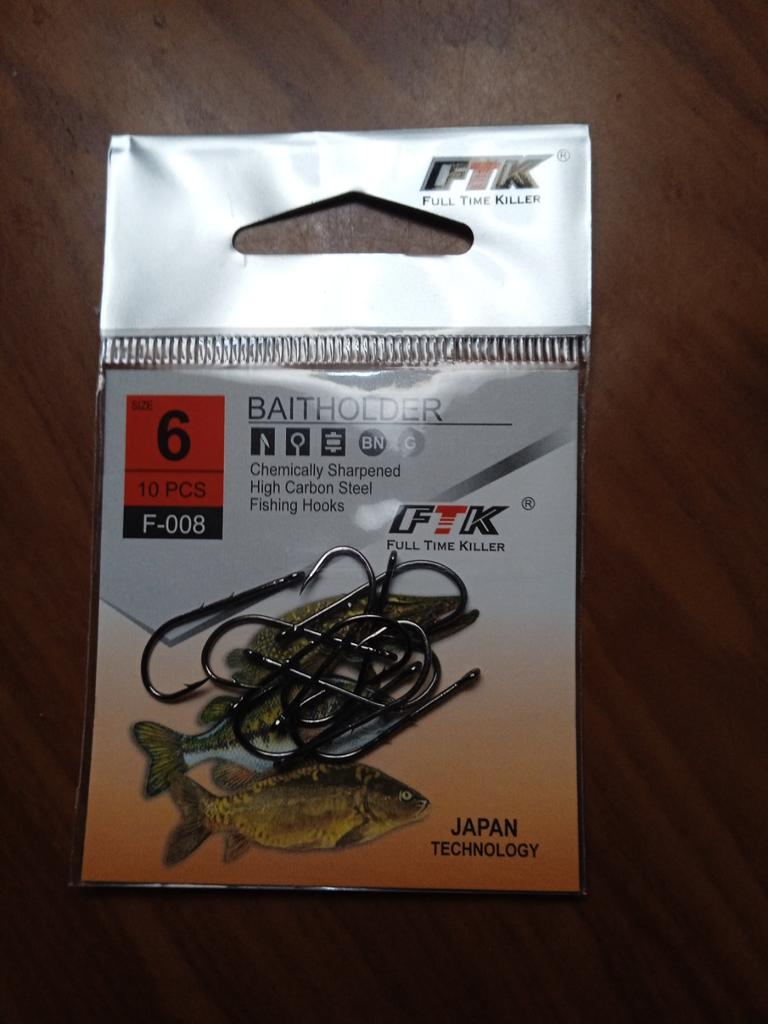 FTK ®
FULL TIME KILLER
SIZE
6
10 PCS
F-008
BAITHOLDER
BN G
Chemically Sharpened
High Carbon Steel
Fishing Hooks
FTK ®
FULL TIME KILLER
JAPAN
TECHNOLOGY